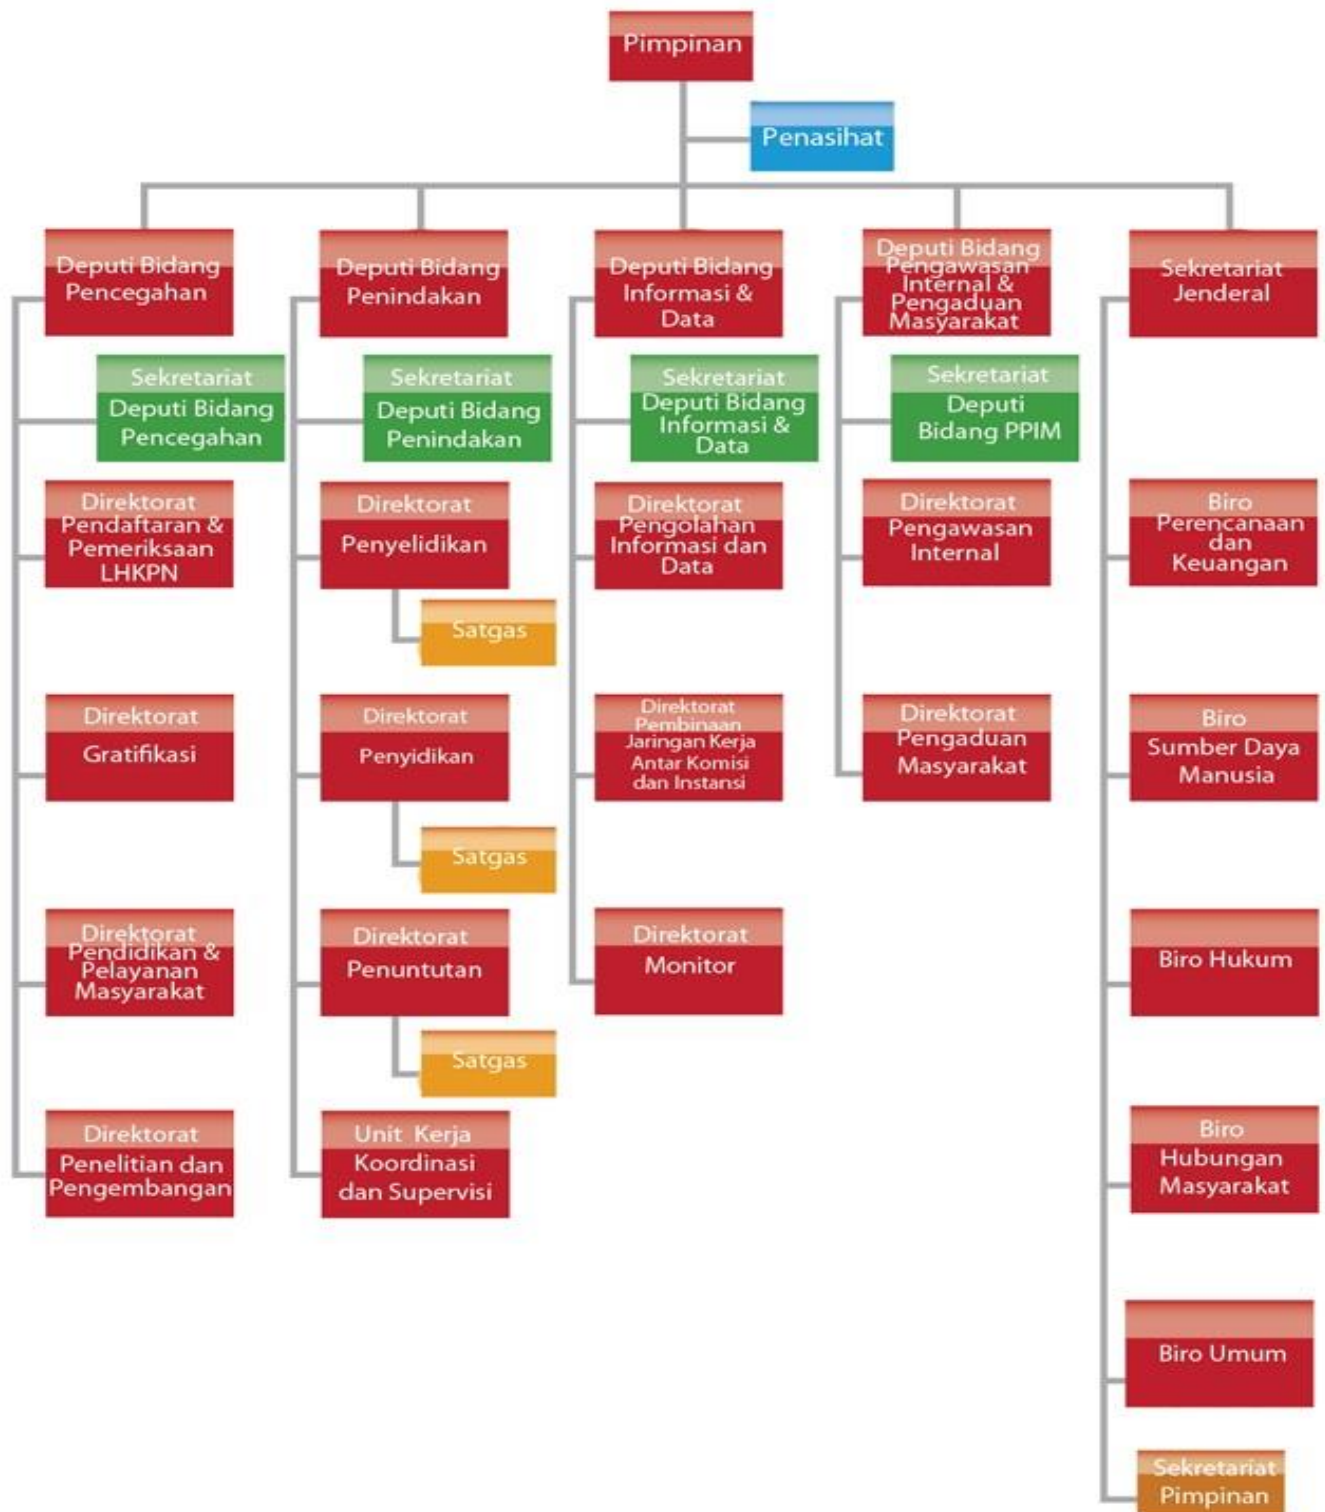 Pimpinan
Penasihat
Deputi Bidang
Pencegahan
Deputi Bidang
Penindakan
Deputi Bidang
Informasi &
Data
Deputi Bidang
Pengawasan
Internal &
Pengaduan
Masyarakat
Sekretariat
Jenderal
Sekretariat
Deputi Bidang
Pencegahan
Sekretariat
Deputi Bidang
Penindakan
Sekretariat
Deputi Bidang
Informasi &
Data
Sekretariat
Deputi
Bidang PPIM
Direktorat
Pendaftaran &
Pemeriksaan
LHKPN
Direktorat
Penyelidikan
Direktorat
Pengolahan
Informasi dan
Data
Direktorat
Pengawasan
Internal
Biro
Perencanaan
dan
Keuangan
Satgas
Direktorat
Gratifikasi
Direktorat
Penyidikan
Direktorat
Pembinaan
Jaringan Kerja
Antar Komisi
dan Instansi
Direktorat
Pengaduan
Masyarakat
Biro
Sumber Daya
Manusia
Satgas
Direktorat
Pendidikan &
Pelayanan
Masyarakat
Direktorat
Penuntutan
Direktorat
Monitor
Biro Hukum
Satgas
Direktorat
Penelitian dan
Pengembangan
Unit Kerja
Koordinasi
dan Supervisi
Biro
Hubungan
Masyarakat
Biro Umum
Sekretariat
Pimpinan